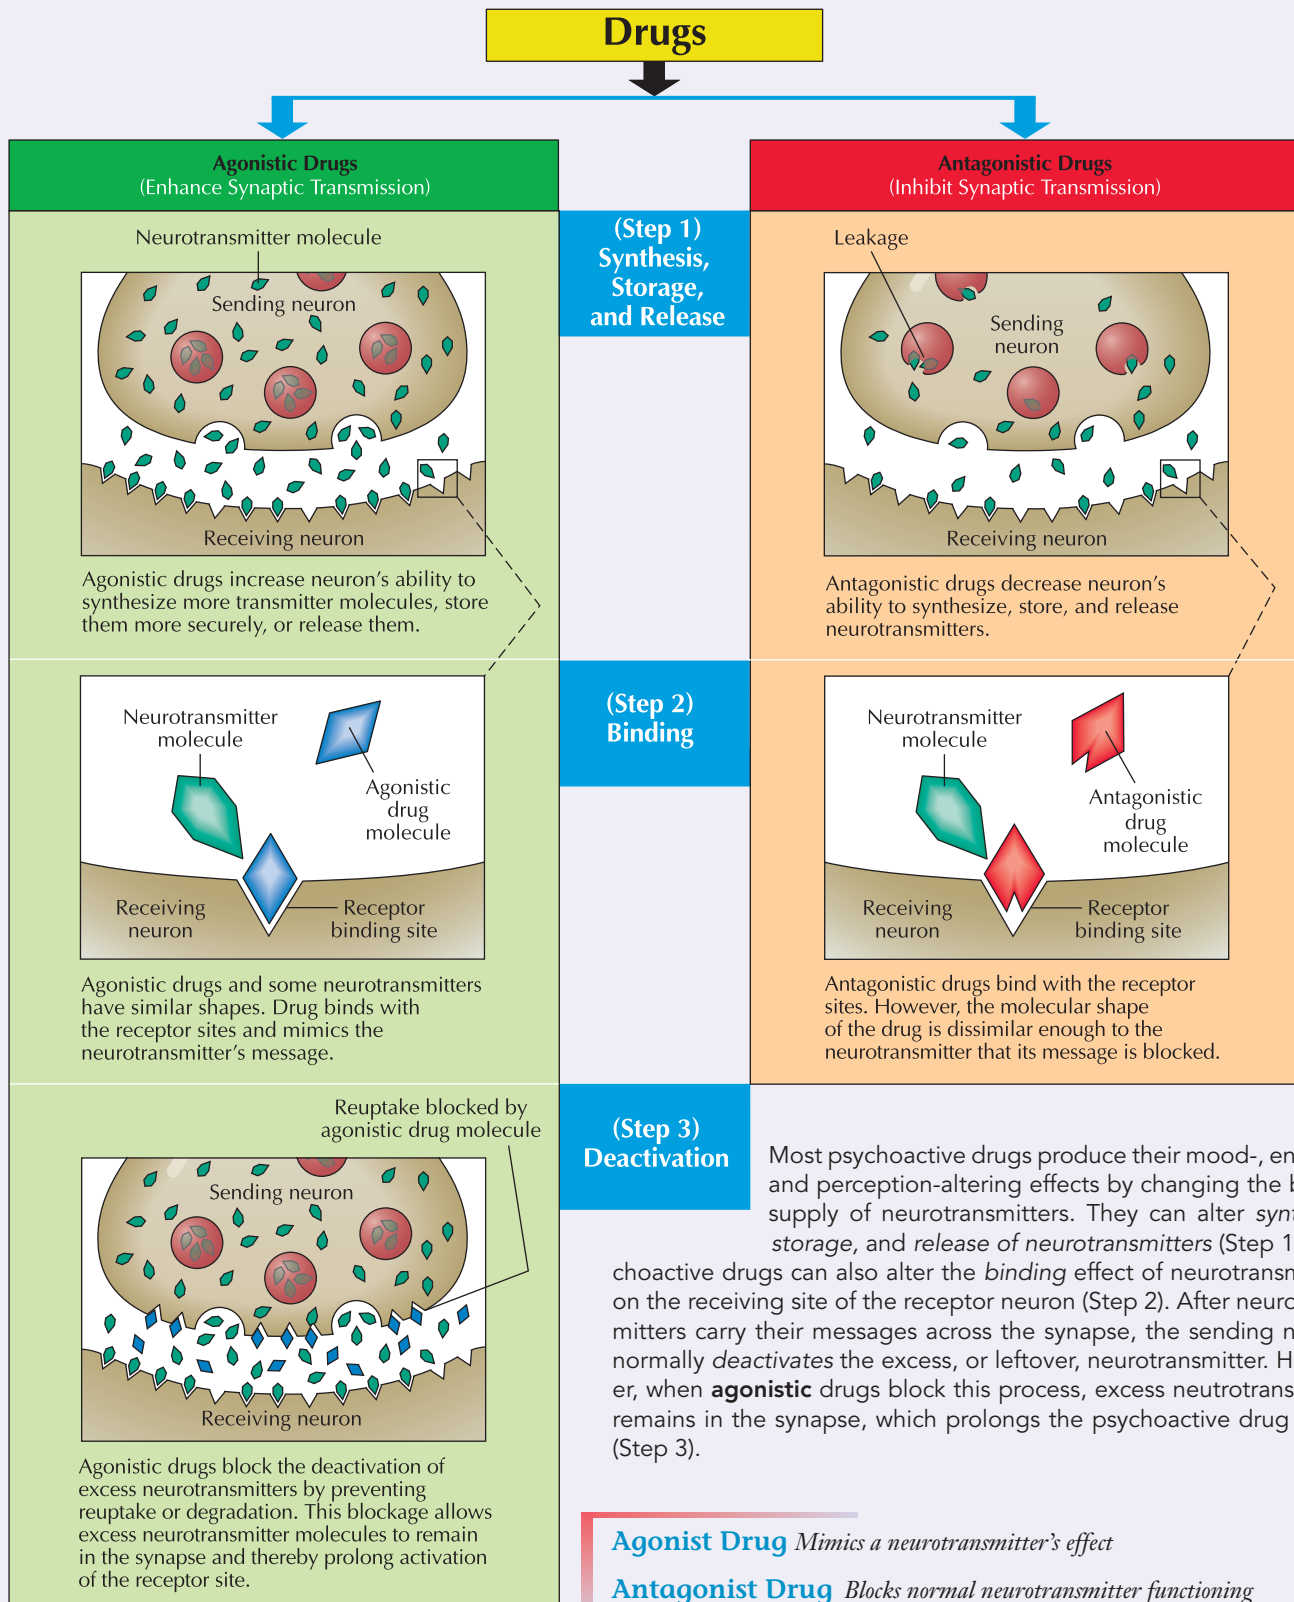 Drugs
Agonistic Drugs
(Enhance Synaptic Transmission)
Antagonistic Drugs
(Inhibit Synaptic Transmission)
(Step 1)
Synthesis,
Storage,
and Release
Neurotransmitter molecule
Sending neuron
Receiving neuron
Agonistic drugs increase neuron’s ability to
synthesize more transmitter molecules, store
them more securely, or release them.
Leakage
Sending
neuron
Receiving neuron
Antagonistic drugs decrease neuron’s
ability to synthesize, store, and release
neurotransmitters.
(Step 2)
Binding
Neurotransmitter
molecule
Agonistic
drug
molecule
Receiving
neuron
Receptor
binding site
Agonistic drugs and some neurotransmitters
have similar shapes. Drug binds with
the receptor sites and mimics the
neurotransmitter’s message.
Neurotransmitter
molecule
Antagonistic
drug
molecule
Receiving
neuron
Receptor
binding site
Antagonistic drugs bind with the receptor
sites. However, the molecular shape
of the drug is dissimilar enough to the
neurotransmitter that its message is blocked.
(Step 3)
Deactivation
Reuptake blocked by
agonistic drug molecule
Sending neuron
Receiving neuron
Agonistic drugs block the deactivation of
excess neurotransmitters by preventing
reuptake or degradation. This blockage allows
excess neurotransmitter molecules to remain
in the synapse and thereby prolong activation
of the receptor site.
Most psychoactive drugs produce their mood-,
and perception-altering effects by changing the
supply of neurotransmitters. They can alter
storage, and release of neurotransmitters (Step 1
choactive drugs can also alter the binding effect of
on the receiving site of the receptor neuron (Step 2). After
mitters carry their messages across the synapse, the sending
normally deactivates the excess, or leftover, neurotransmitter.
er, when agonistic drugs block this process, excess
remains in the synapse, which prolongs the psychoactive drug
(Step 3).
Agonist Drug Mimics a neurotransmitter’s effect
Antagonist Drug Blocks normal neurotransmitter functioning